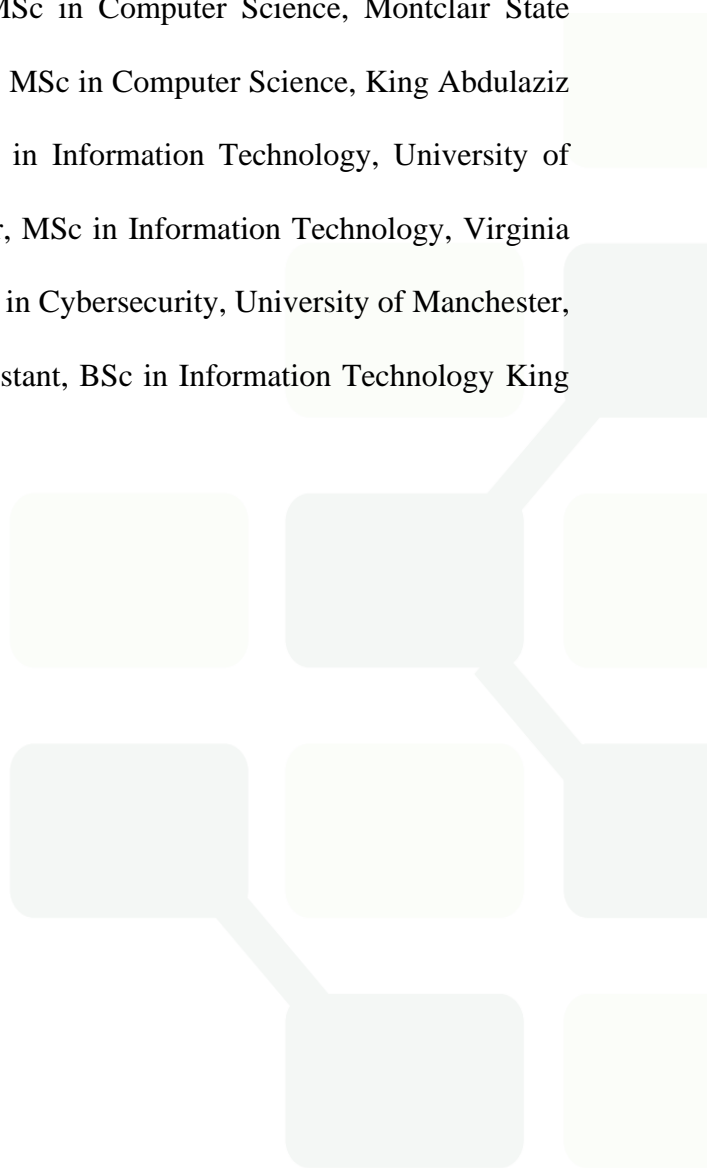 MSc in Computer Science, Montclair State
MSc in Computer Science, King Abdulaziz
in Information Technology, University of
r, MSc in Information Technology, Virginia
in Cybersecurity, University of Manchester,
stant, BSc in Information Technology King